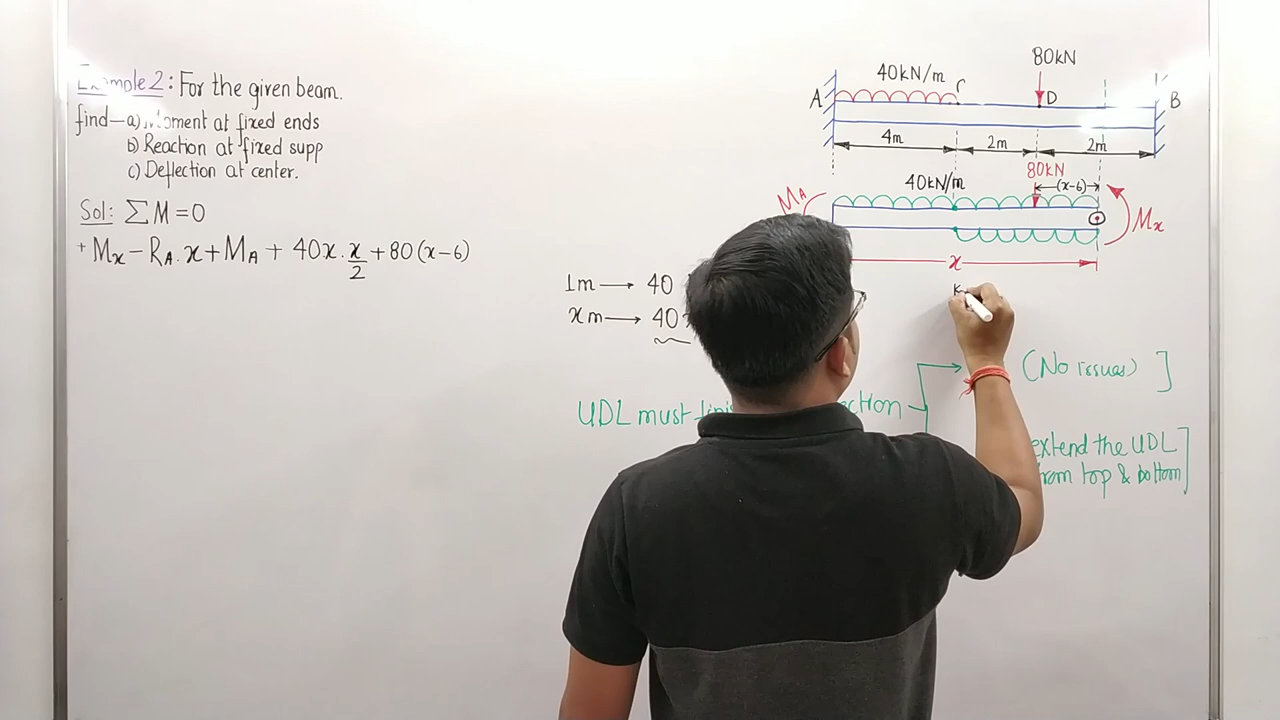 Example 2: For the given beam.
find—a) Moment at fixed ends
b) Reaction at fixed supp
c) Deflection at center.
Sol: ∑M=0
+ Mx – RA. x + MA + 40x. x/2 + 80 (x–6)
80kN
40kN/m
C
A
D
B
4m
2m
2m
80kN
40kN/m
(x-6)
MA
Mx
x
1m → 40
xm → 40
(No issues) ]
UDL must
extend the UDL
from top & bottom]